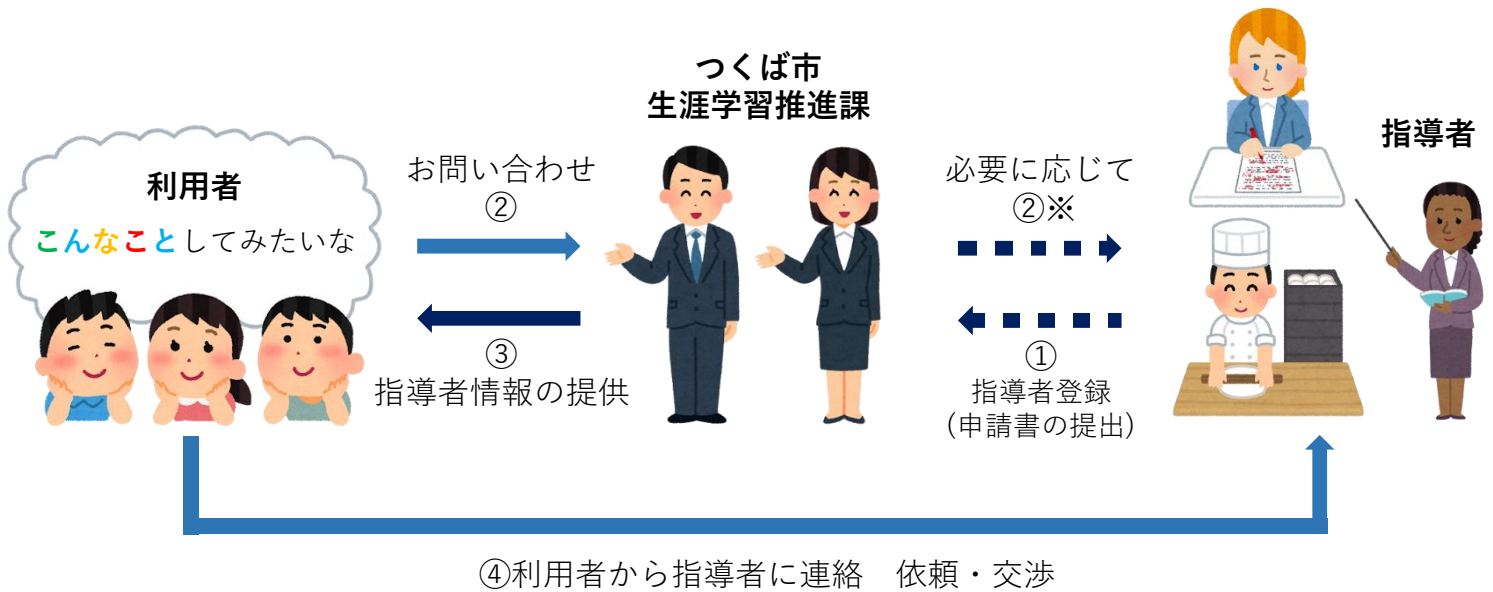 つくば市
生涯学習推進課
指導者
利用者
こんなことしてみたいな
お問い合わせ
②
③
指導者情報の提供
必要に応じて
②※
①
指導者登録
(申請書の提出)
④利用者から指導者に連絡　依頼・交渉